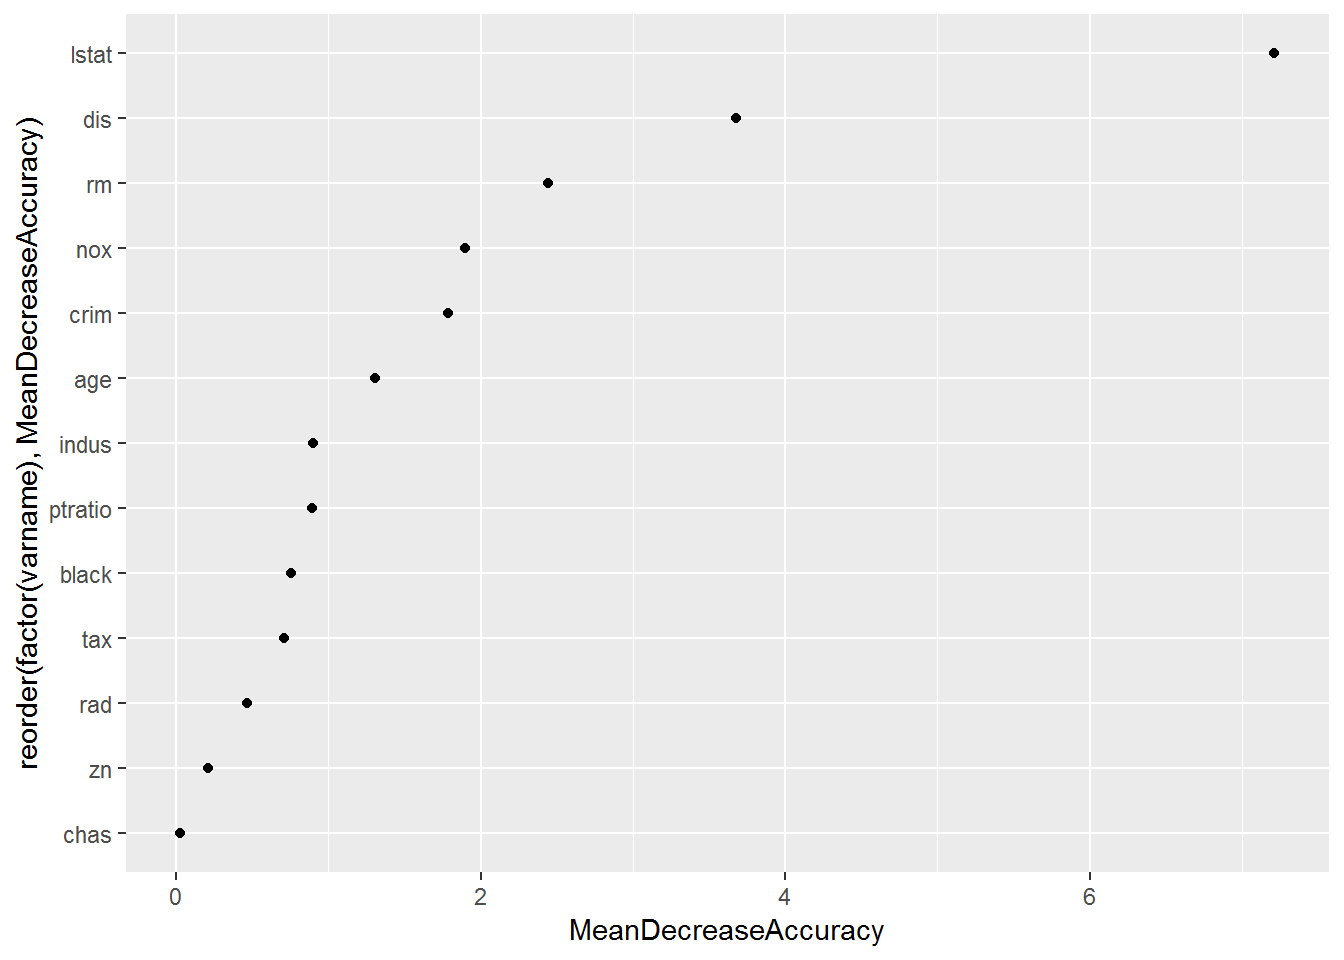 reorder(factor(varname), MeanDecreaseAccuracy)
lstat
dis
rm
nox
crim
age
indus
ptratio
black
tax
rad
zn
chas
0 2 4 6
MeanDecreaseAccuracy